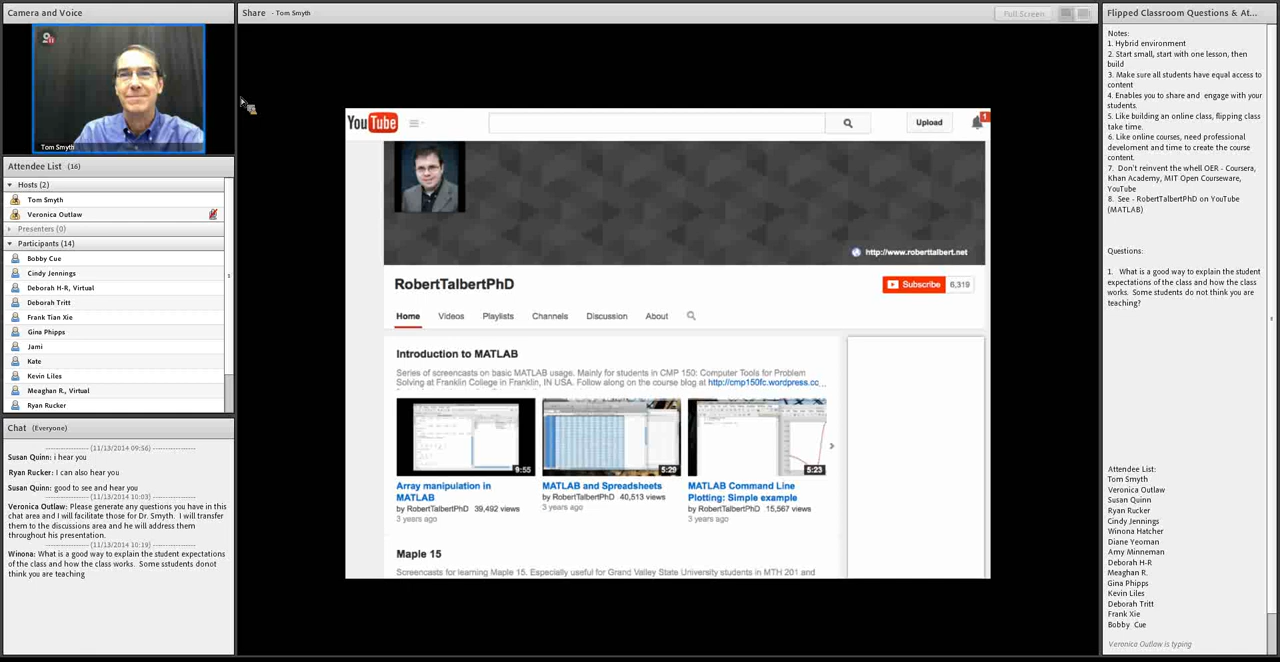 Camera and Voice
Tom Smyth
Attendee List (16)
Hosts (2)
Tom Smyth
Veronica Outlaw
Presenters (0)
Participants (14)
Bobby Cue
Cindy Jennings
Deborah H-R, Virtual
Deborah Tritt
Frank Tian Xie
Gina Phipps
Jami
Kate
Kevin Liles
Meaghan R., Virtual
Ryan Rucker
Chat (Everyone)
------------------ (11/13/2014 09:56) ------------------
Susan Quinn: i hear you
Ryan Rucker: I can also hear you
Susan Quinn: good to see and hear you
------------------ (11/13/2014 10:03) ------------------
Veronica Outlaw: Please generate any questions you have in this
chat area and I will facilitate those for Dr. Smyth. I will transfer
them to the discussions area and he will address them
throughout his presentation.
------------------ (11/13/2014 10:19) ------------------
Winona: What is a good way to explain the student expectations
of the class and how the class works. Some sstudents donot
think you are teaching
Share - Tom Smyth
Full Screen
YouTube
Upload
1
http://www.roberttalbert.net
RobertTalbertPhD
Subscribe 6,319
Home Videos Playlists Channels Discussion About
Introduction to MATLAB
Series of screencasts on basic MATLAB usage. Mainly for students in CMP 150: Computer Tools for Problem
Solving at Franklin College in Franklin, IN USA. Follow along on the course blog at http://cmp150fc.wordpress.co...
9:55
5:29
5:23
Array manipulation in
MATLAB
by RobertTalbertPhD 39,492 views
3 years ago
MATLAB and Spreadsheets
by RobertTalbertPhD 40,513 views
3 years ago
MATLAB Command Line
Plotting: Simple example
by RobertTalbertPhD 15,567 views
3 years ago
Maple 15
Screencasts for learning Maple 15. Especially useful for Grand Valley State University students in MTH 201 and
Flipped Classroom Questions & At...
Notes:
1. Hybrid environment
2. Start small, start with one lesson, then
build
3. Make sure all students have equal access to
content
4. Enables you to share and engage with your
students.
5. Like building an online class, flipping class
take time.
6. Like online courses, need professional
develoment and time to create the course
content.
7. Don't reinvent the whell OER - Coursera,
Khan Academy, MIT Open Courseware,
YouTube
8. See - RobertTalbertPhD on YouTube
(MATLAB)
Questions:
1. What is a good way to explain the student
expectations of the class and how the class
works. Some students do not think you are
teaching?
Attendee List:
Tom Smyth
Veronica Outlaw
Susan Quinn
Ryan Rucker
Cindy Jennings
Winona Hatcher
Diane Yeoman
Amy Minneman
Deborah H-R
Meaghan R.
Gina Phipps
Kevin Liles
Deborah Tritt
Frank Xie
Bobby Cue
Veronica Outlaw is typing